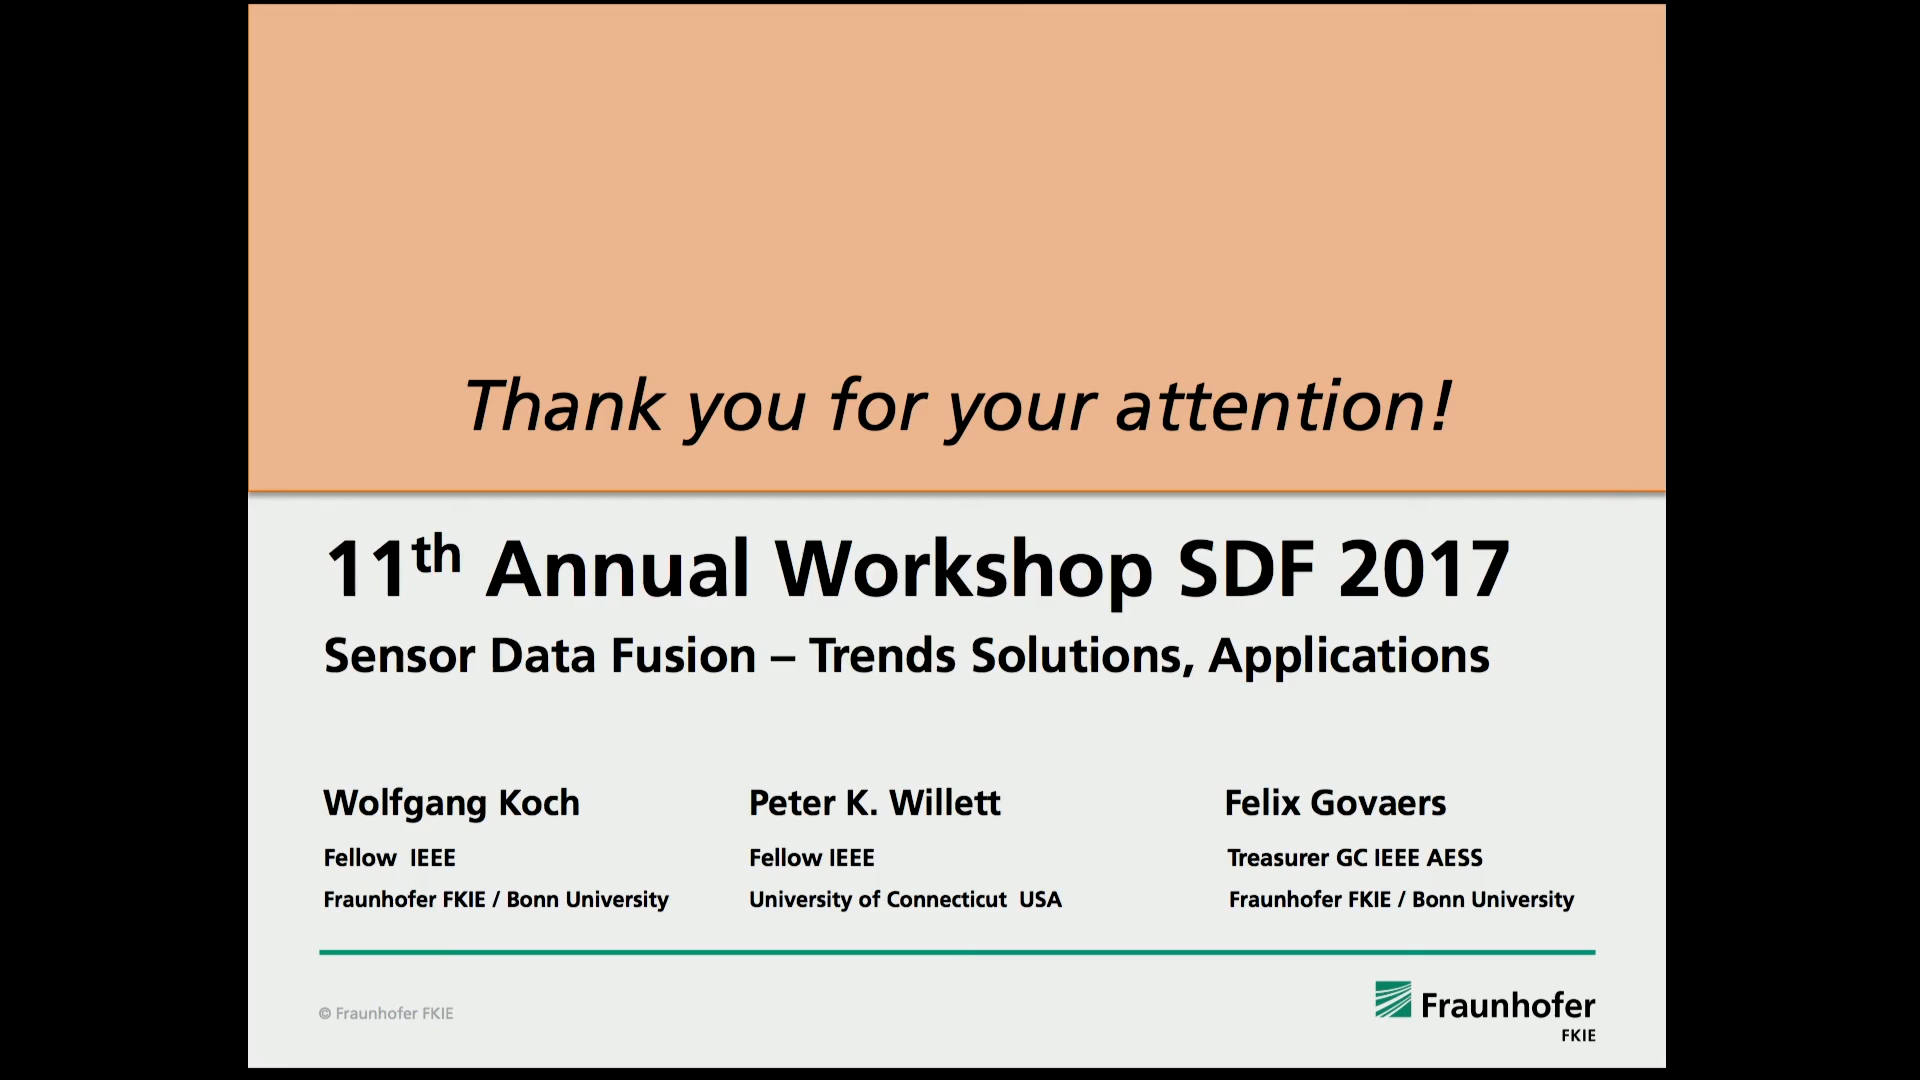 Thank you for your attention!
11th Annual Workshop SDF 2017
Sensor Data Fusion – Trends Solutions, Applications
Wolfgang Koch
Fellow IEEE
Fraunhofer FKIE / Bonn University
Peter K. Willett
Fellow IEEE
University of Connecticut USA
Felix Govaers
Treasurer GC IEEE AESS
Fraunhofer FKIE / Bonn University
© Fraunhofer FKIE
Fraunhofer
FKIE